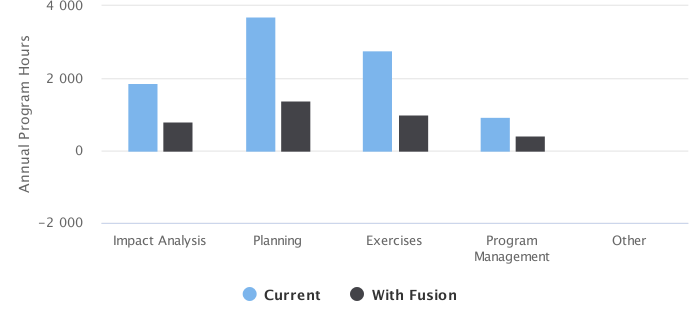 4 000
2 000
0
-2 000
Annual Program Hours
Impact Analysis
Planning
Exercises
Program
Management
Other
Current
With Fusion